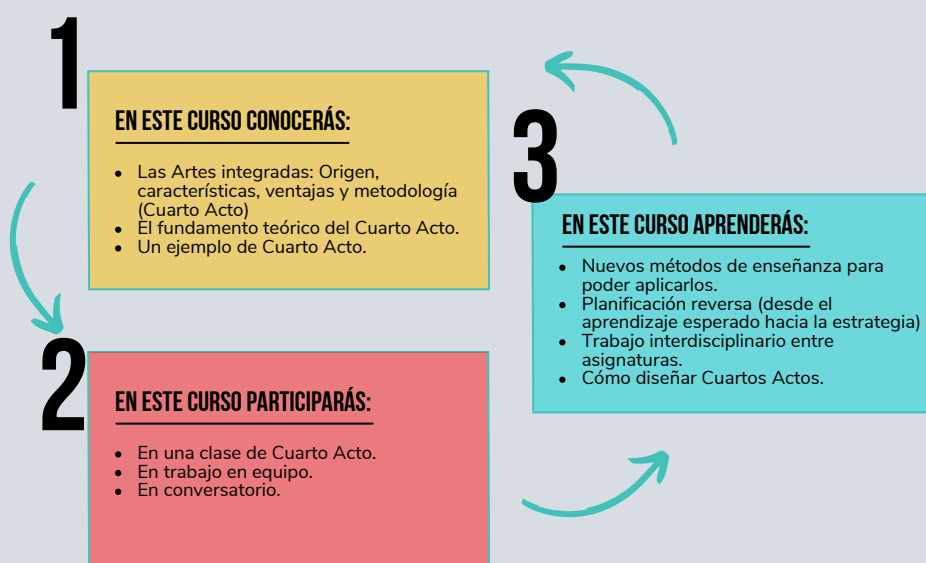 1
EN ESTE CURSO CONOCERÁS:
• Las Artes integradas: Origen,
características, ventajas y metodología
(Cuarto Acto)
• El fundamento teórico del Cuarto Acto.
• Un ejemplo de Cuarto Acto.
2
EN ESTE CURSO PARTICIPARÁS:
• En una clase de Cuarto Acto.
• En trabajo en equipo.
• En conversatorio.
3
EN ESTE CURSO APRENDERÁS:
• Nuevos métodos de enseñanza para
poder aplicarlos.
• Planificación reversa (desde el
aprendizaje esperado hacia la estrategia)
• Trabajo interdisciplinario entre
asignaturas.
• Cómo diseñar Cuartos Actos.